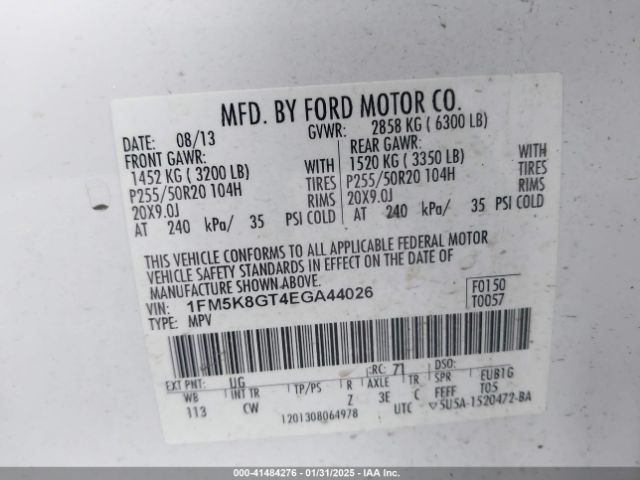 MFD. BY FORD MOTOR CO.
DATE: 08/13 GVWR: 2858 KG ( 6300 LB)
FRONT GAWR: REAR GAWR:
1452 KG ( 3200 LB) WITH 1520 KG ( 3350 LB) WITH
P255/50R20 104H TIRES P255/50R20 104H TIRES
20X9.0J RIMS 20X9.0J RIMS
AT 240 kPa/ 35 PSI COLD AT 240 kPa/ 35 PSI COLD
THIS VEHICLE CONFORMS TO ALL APPLICABLE FEDERAL MOTOR
VEHICLE SAFETY STANDARDS IN EFFECT ON THE DATE OF
MANUFACTURE SHOWN ABOVE.
VIN: 1FM5K8GT4EGA44026 F0150
TYPE: MPV T0057
EXT PNT: UG RC: 71 DSO:
WB INT TR TP/PS R AXLE TR SPR EUB1G
113 CW Z 3E C FEFF T05
1201308064978 UTC ▽5U5A-1520472-BA
000-41484276 - 01/31/2025 - IAA Inc.